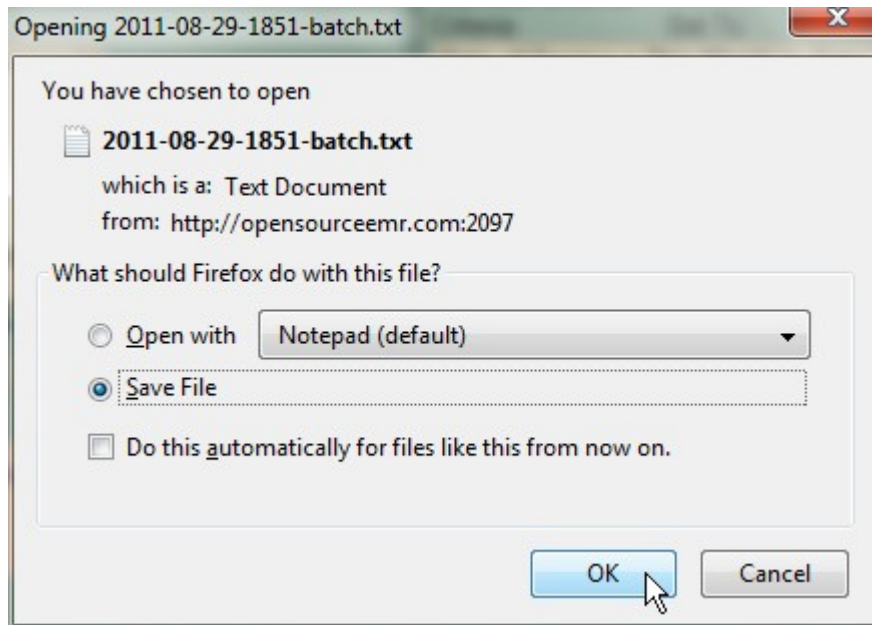 Opening 2011-08-29-1851-batch.txt
You have chosen to open
2011-08-29-1851-batch.txt
which is a: Text Document
from: http://opensourceemr.com:2097
What should Firefox do with this file?
Open with Notepad (default)
Save File
Do this automatically for files like this from now on.
OK Cancel